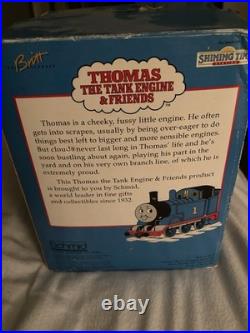 Britt
THOMAS
THE TANK ENGINE
& FRIENDS
SHINING TIME
STATION
Thomas is a cheeky, fussy little engine. He often
gets into scrapes, usually by being over-eager to do
things best left to bigger and more sensible engines.
But clouds never last long in Thomas' life and he's
soon bustling about again, playing his part in the
yard and on his very own branch line, of which he is
extremely proud.
This Thomas the Tank Engine & Friends product
is brought to you by Schmid,
a world leader in fine gifts
and collectibles since 1932.
1
Schmid